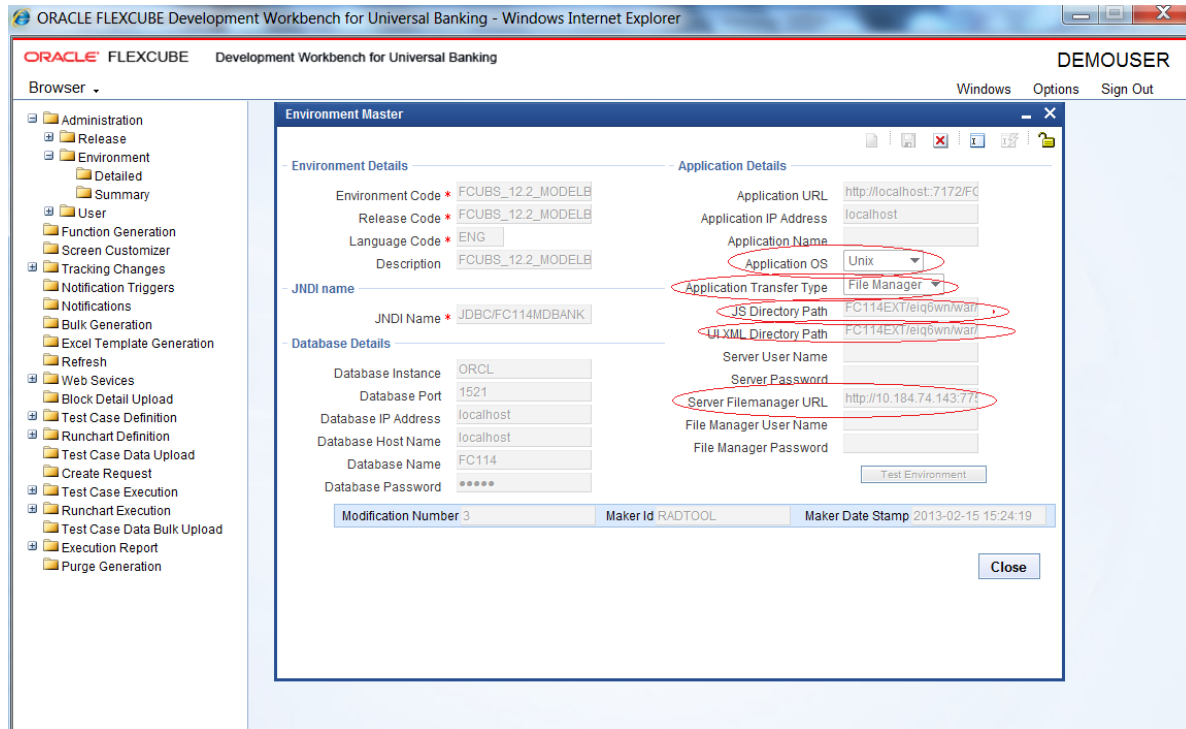 ORACLE FLEXCUBE Development Workbench for Universal Banking - Windows Internet Explorer
ORACLE FLEXCUBE Development Workbench for Universal Banking
DEMOUSER
Browser
Windows Options Sign Out
Administration
Release
Environment
Detailed
Summary
User
Function Generation
Screen Customizer
Tracking Changes
Notification Triggers
Notifications
Bulk Generation
Excel Template Generation
Refresh
Web Sevices
Block Detail Upload
Test Case Definition
Runchart Definition
Test Case Data Upload
Create Request
Test Case Execution
Runchart Execution
Test Case Data Bulk Upload
Execution Report
Purge Generation
Environment Master
Environment Details
Environment Code * FCUBS_12.2_MODELB
Release Code * FCUBS_12.2_MODELB
Language Code * ENG
Description FCUBS_12.2_MODELB
JNDI name
JNDI Name * JDBC/FC114MDBANK
Database Details
Database Instance ORCL
Database Port 1521
Database IP Address localhost
Database Host Name localhost
Database Name FC114
Database Password •••••
Application Details
Application URL http://localhost::7172/FC
Application IP Address localhost
Application Name
Application OS Unix
Application Transfer Type File Manager
JS Directory Path FC114EXT/eiq6wn/war/
UI XML Directory Path FC114EXT/eiq6wn/war/
Server User Name
Server Password
Server Filemanager URL http://10.184.74.143:775
File Manager User Name
File Manager Password
Test Environment
Modification Number 3 Maker Id RADTOOL Maker Date Stamp 2013-02-15 15:24:19
Close